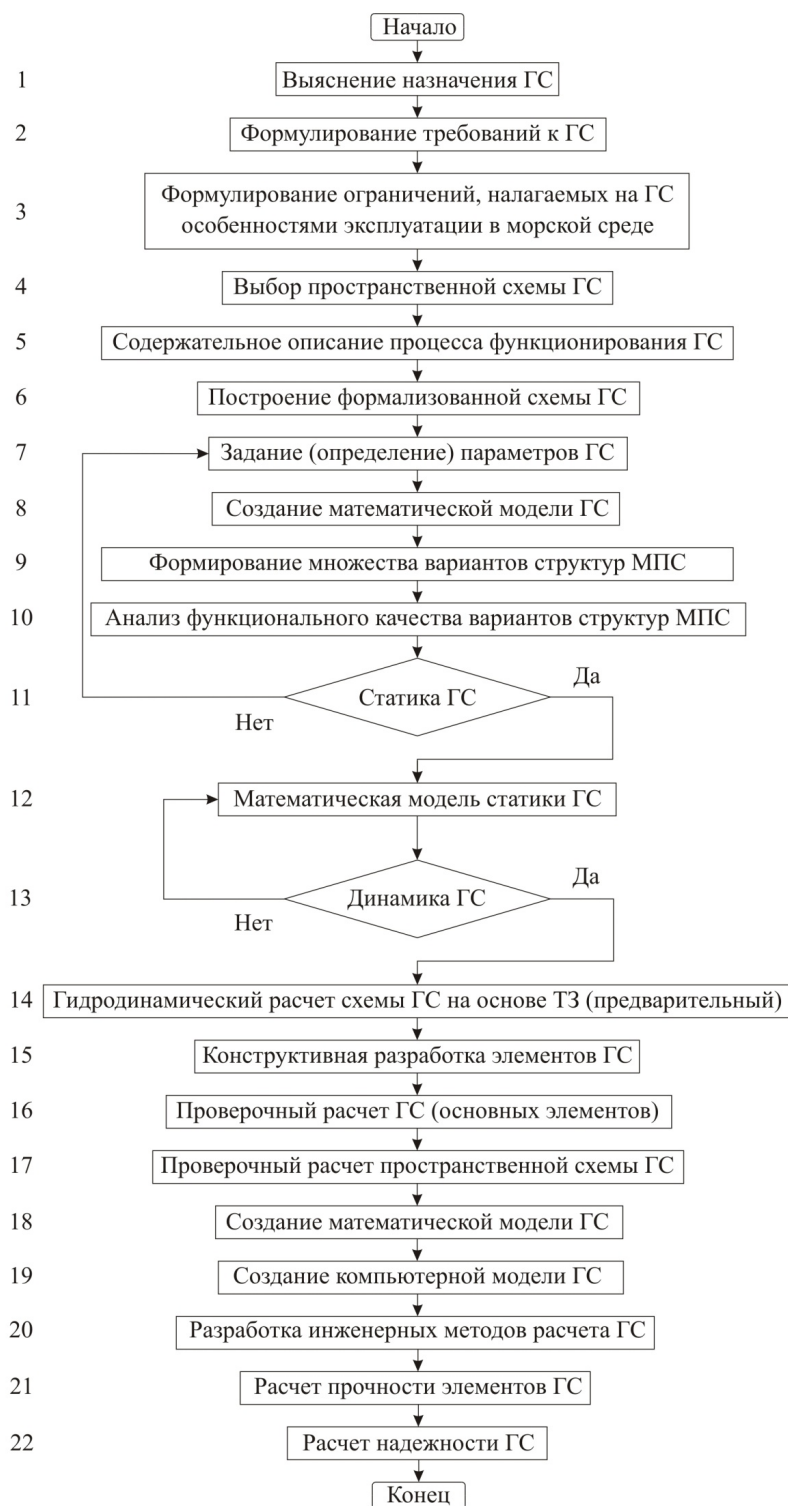 Начало
1 Выяснение назначения ГС
2 Формулирование требований к ГС
3 Формулирование ограничений, налагаемых на ГС
особенностями эксплуатации в морской среде
4 Выбор пространственной схемы ГС
5 Содержательное описание процесса функционирования ГС
6 Построение формализованной схемы ГС
7 Задание (определение) параметров ГС
8 Создание математической модели ГС
9 Формирование множества вариантов структур МПС
10 Анализ функционального качества вариантов структур МПС
Да
11 Статика ГС
Нет
12 Математическая модель статики ГС
Да
13 Динамика ГС
Нет
14 Гидродинамический расчет схемы ГС на основе ТЗ (предварительный)
15 Конструктивная разработка элементов ГС
16 Проверочный расчет ГС (основных элементов)
17 Проверочный расчет пространственной схемы ГС
18 Создание математической модели ГС
19 Создание компьютерной модели ГС
20 Разработка инженерных методов расчета ГС
21 Расчет прочности элементов ГС
22 Расчет надежности ГС
Конец